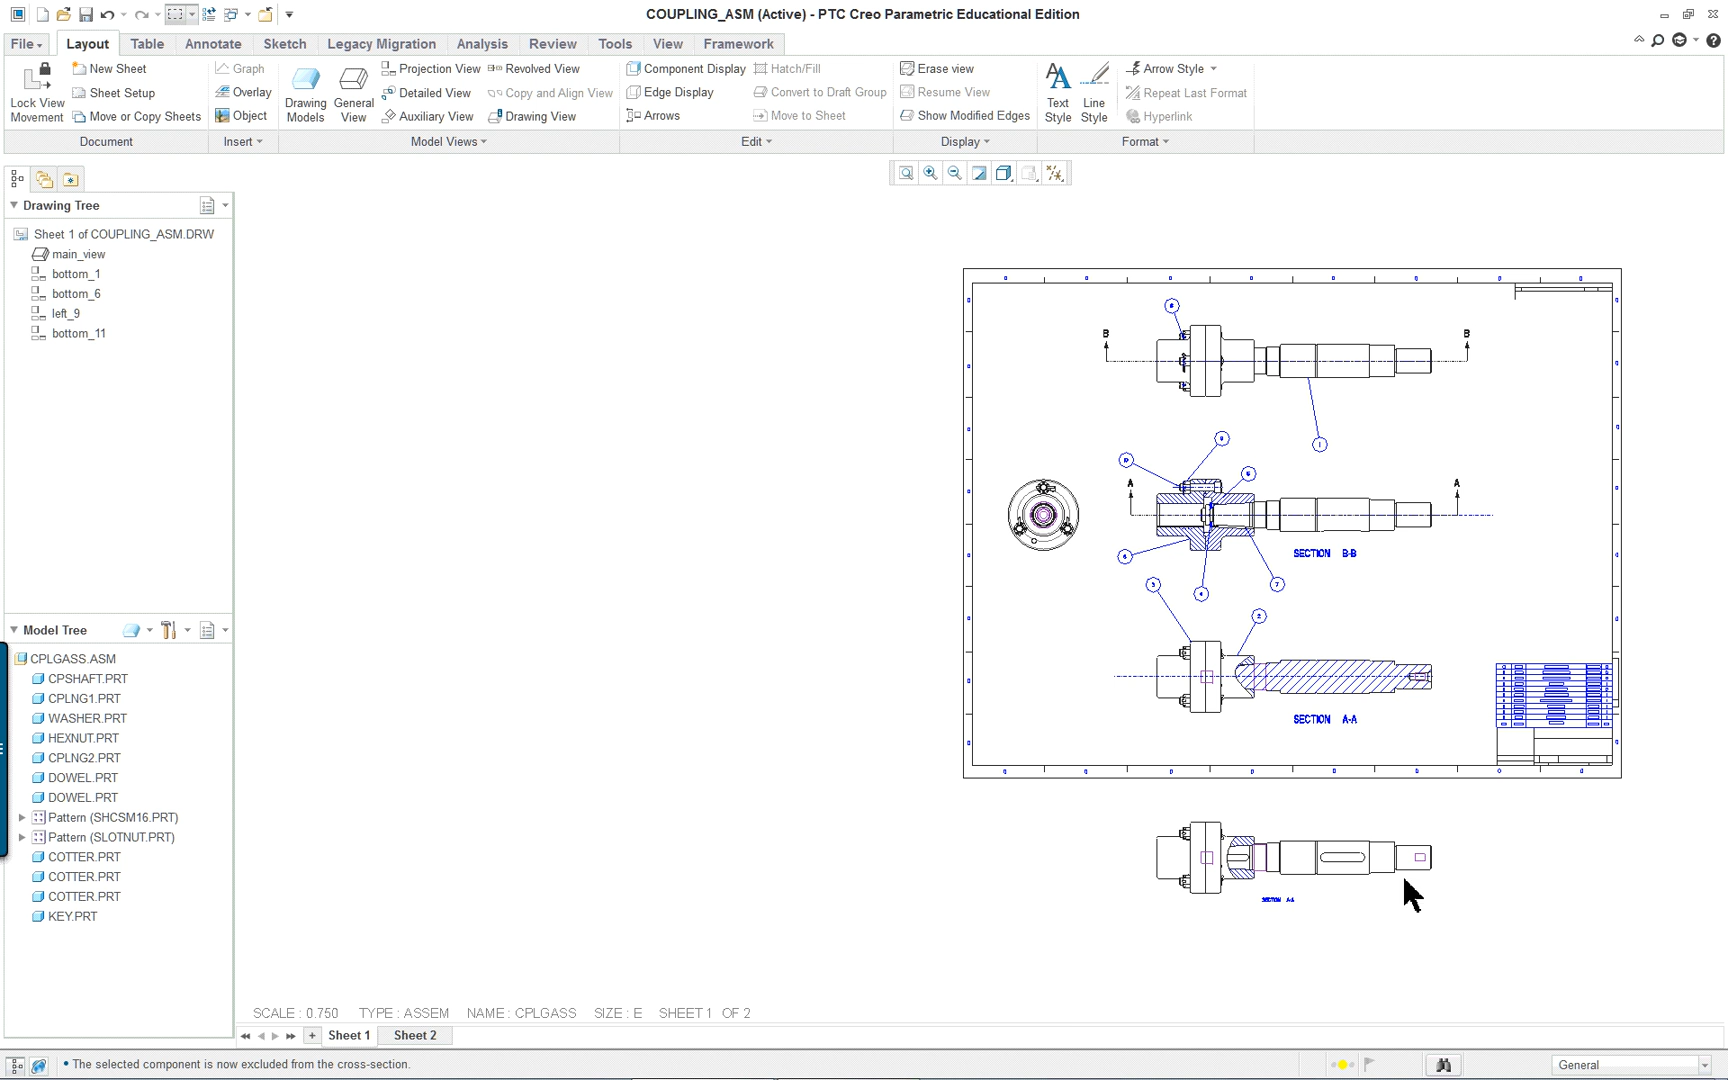 COUPLING_ASM (Active) - PTC Creo Parametric Educational Edition
File Layout Table Annotate Sketch Legacy Migration Analysis Review Tools View Framework
Lock View Movement
New Sheet
Sheet Setup
Move or Copy Sheets
Document
Graph
Overlay
Object
Insert
Drawing Models
General View
Projection View
Detailed View
Auxiliary View
Revolved View
Copy and Align View
Drawing View
Model Views
Component Display
Edge Display
Arrows
Hatch/Fill
Convert to Draft Group
Move to Sheet
Edit
Erase view
Resume View
Show Modified Edges
Display
Text Style
Line Style
Arrow Style
Repeat Last Format
Hyperlink
Format
Drawing Tree
Sheet 1 of COUPLING_ASM.DRW
main_view
bottom_1
bottom_6
left_9
bottom_11
Model Tree
CPLGASS.ASM
CPSHAFT.PRT
CPLNG1.PRT
WASHER.PRT
HEXNUT.PRT
CPLNG2.PRT
DOWEL.PRT
DOWEL.PRT
Pattern (SHCSM16.PRT)
Pattern (SLOTNUT.PRT)
COTTER.PRT
COTTER.PRT
COTTER.PRT
KEY.PRT
B B
1
A A
SECTION B-B
7
3
4
2
SECTION A-A
SECTION A-A
SCALE : 0.750 TYPE : ASSEM NAME : CPLGASS SIZE : E SHEET 1 OF 2
Sheet 1 Sheet 2
• The selected component is now excluded from the cross-section.
General